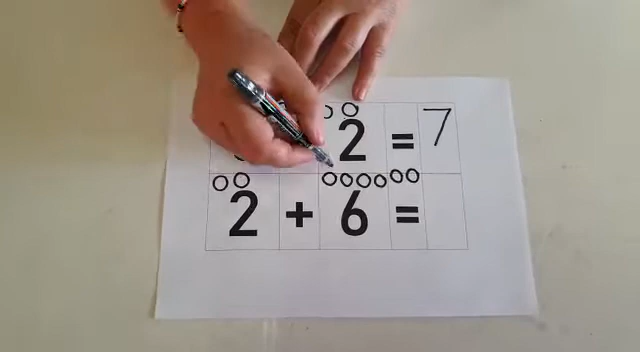 2 = 7
2 + 6 =